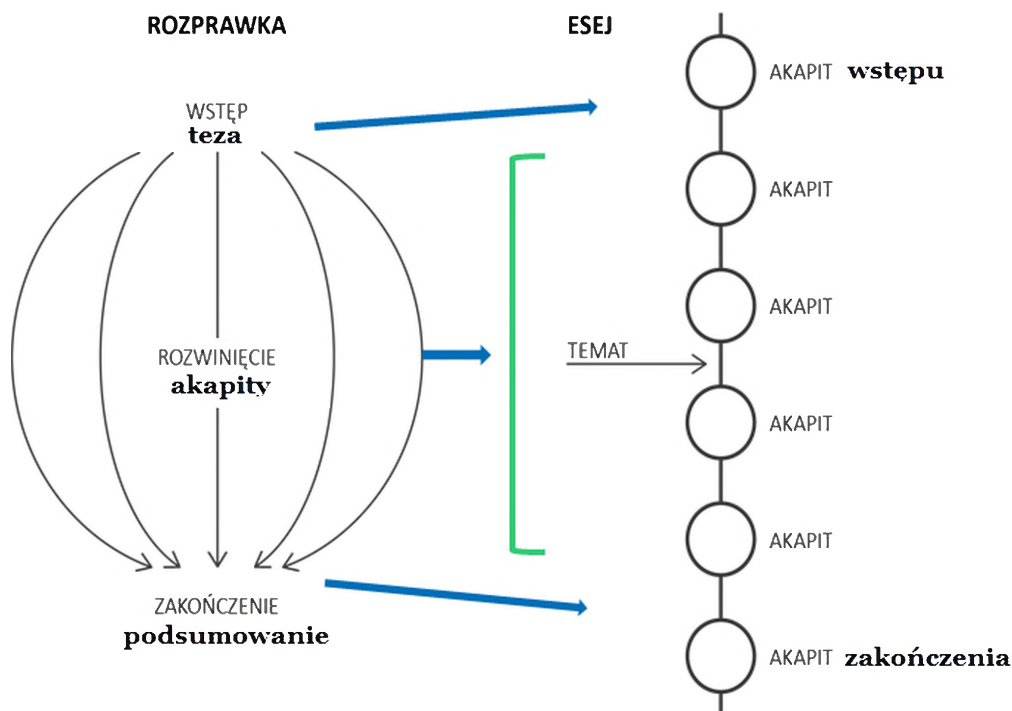 ROZPRAWKA
WSTĘP
teza
ROZWINIĘCIE
akapity
ZAKOŃCZENIE
podsumowanie
ESEJ
TEMAT
AKAPIT wstępu
AKAPIT
AKAPIT
AKAPIT
AKAPIT
AKAPIT zakończenia